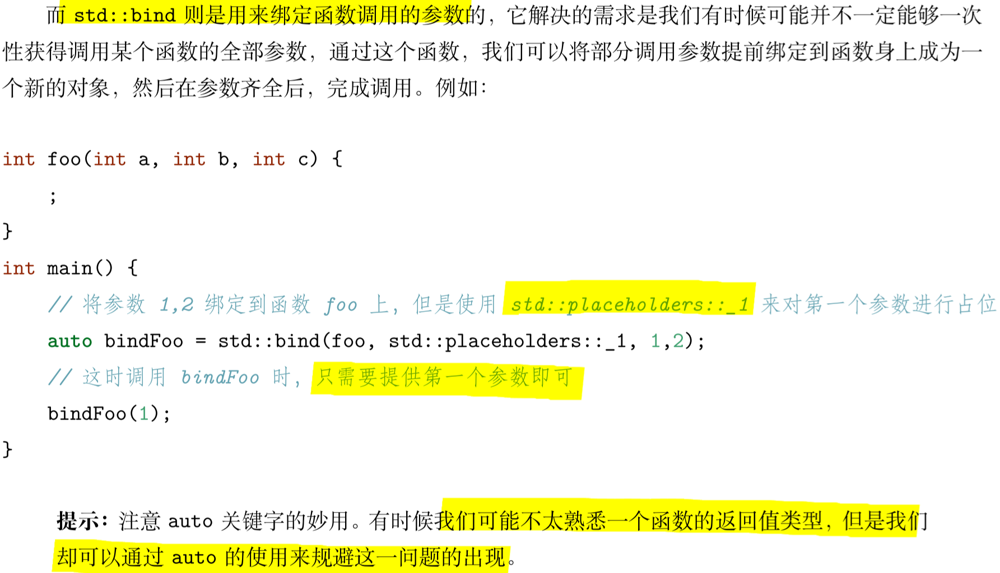 而 std::bind 则是用来绑定函数调用的参数的，它解决的需求是我们有时候可能并不一定能够一次
性获得调用某个函数的全部参数，通过这个函数，我们可以将部分调用参数提前绑定到函数身上成为一
个新的对象，然后在参数齐全后，完成调用。例如：
int foo(int a, int b, int c) {
    ;
}
int main() {
    // 将参数 1,2 绑定到函数 foo 上，但是使用 std::placeholders::_1 来对第一个参数进行占位
    auto bindFoo = std::bind(foo, std::placeholders::_1, 1,2);
    // 这时调用 bindFoo 时，只需要提供第一个参数即可
    bindFoo(1);
}
提示：注意 auto 关键字的妙用。有时候我们可能不太熟悉一个函数的返回值类型，但是我们
却可以通过 auto 的使用来规避这一问题的出现。